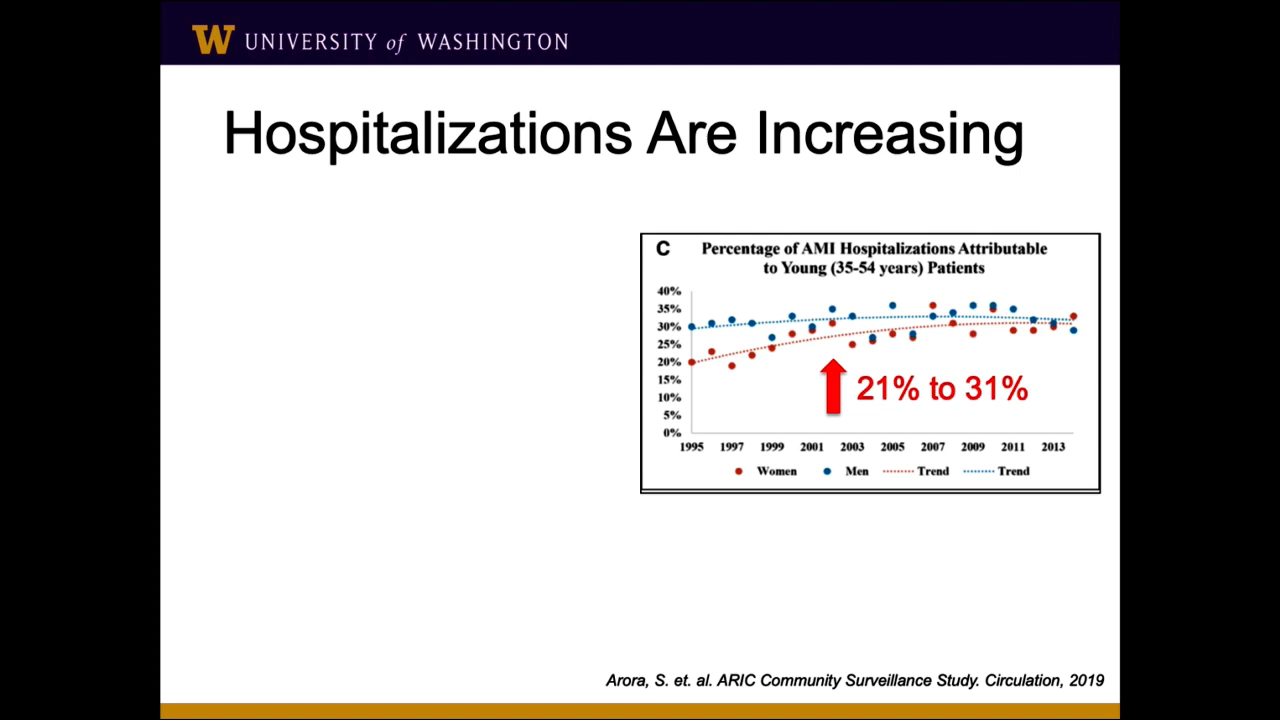 W UNIVERSITY of WASHINGTON
Hospitalizations Are Increasing
C Percentage of AMI Hospitalizations Attributable
to Young (35-54 years) Patients
40%
35%
30%
25%
20%
15%
10%
5%
0%
21% to 31%
1995 1997 1999 2001 2003 2005 2007 2009 2011 2013
Women Men Trend Trend
Arora, S. et. al. ARIC Community Surveillance Study. Circulation, 2019